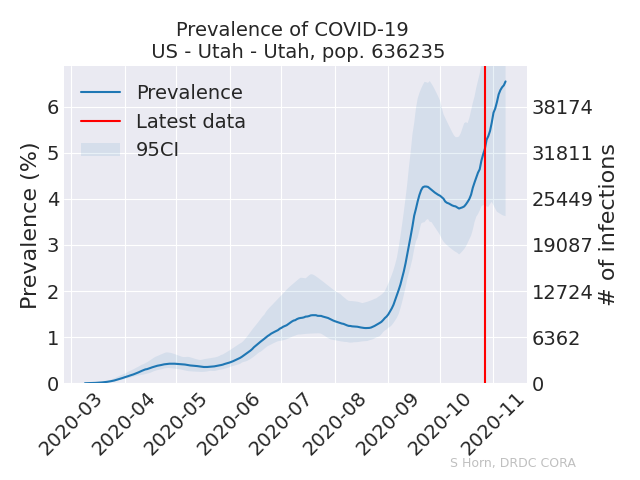 Prevalence of COVID-19
US - Utah - Utah, pop. 636235
Prevalence
Latest data
95CI
Prevalence (%)
6
5
4
3
2
1
0
38174
31811
25449
19087
12724
6362
0
# of infections
2020-03
2020-04
2020-05
2020-06
2020-07
2020-08
2020-09
2020-10
2020-11
S Horn, DRDC CORA